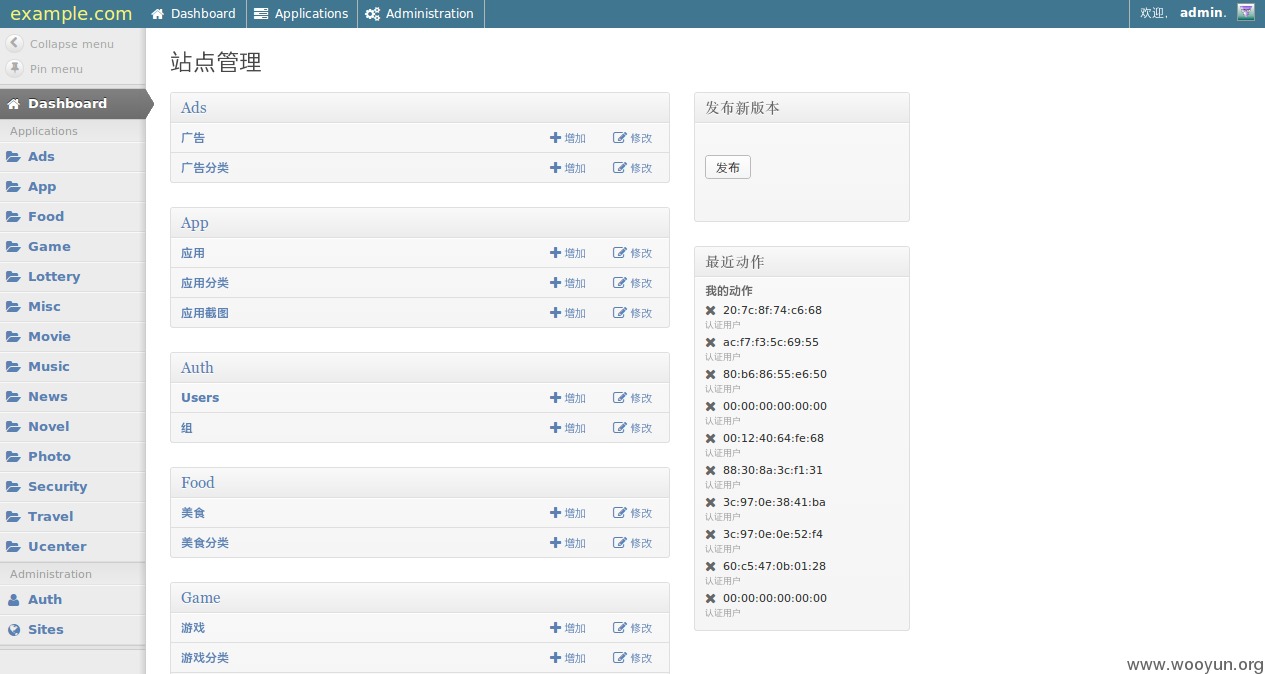 example.com Dashboard Applications Administration 欢迎, admin.
Collapse menu
Pin menu
Dashboard
Applications
Ads
App
Food
Game
Lottery
Misc
Movie
Music
News
Novel
Photo
Security
Travel
Ucenter
Administration
Auth
Sites
站点管理
Ads
广告 增加 修改
广告分类 增加 修改
App
应用 增加 修改
应用分类 增加 修改
应用截图 增加 修改
Auth
Users 增加 修改
组 增加 修改
Food
美食 增加 修改
美食分类 增加 修改
Game
游戏 增加 修改
游戏分类 增加 修改
发布新版本
发布
最近动作
我的动作
20:7c:8f:74:c6:68
认证用户
ac:f7:f3:5c:69:55
认证用户
80:b6:86:55:e6:50
认证用户
00:00:00:00:00:00
认证用户
00:12:40:64:fe:68
认证用户
88:30:8a:3c:f1:31
认证用户
3c:97:0e:38:41:ba
认证用户
3c:97:0e:0e:52:f4
认证用户
60:c5:47:0b:01:28
认证用户
00:00:00:00:00:00
认证用户
www.wooyun.org